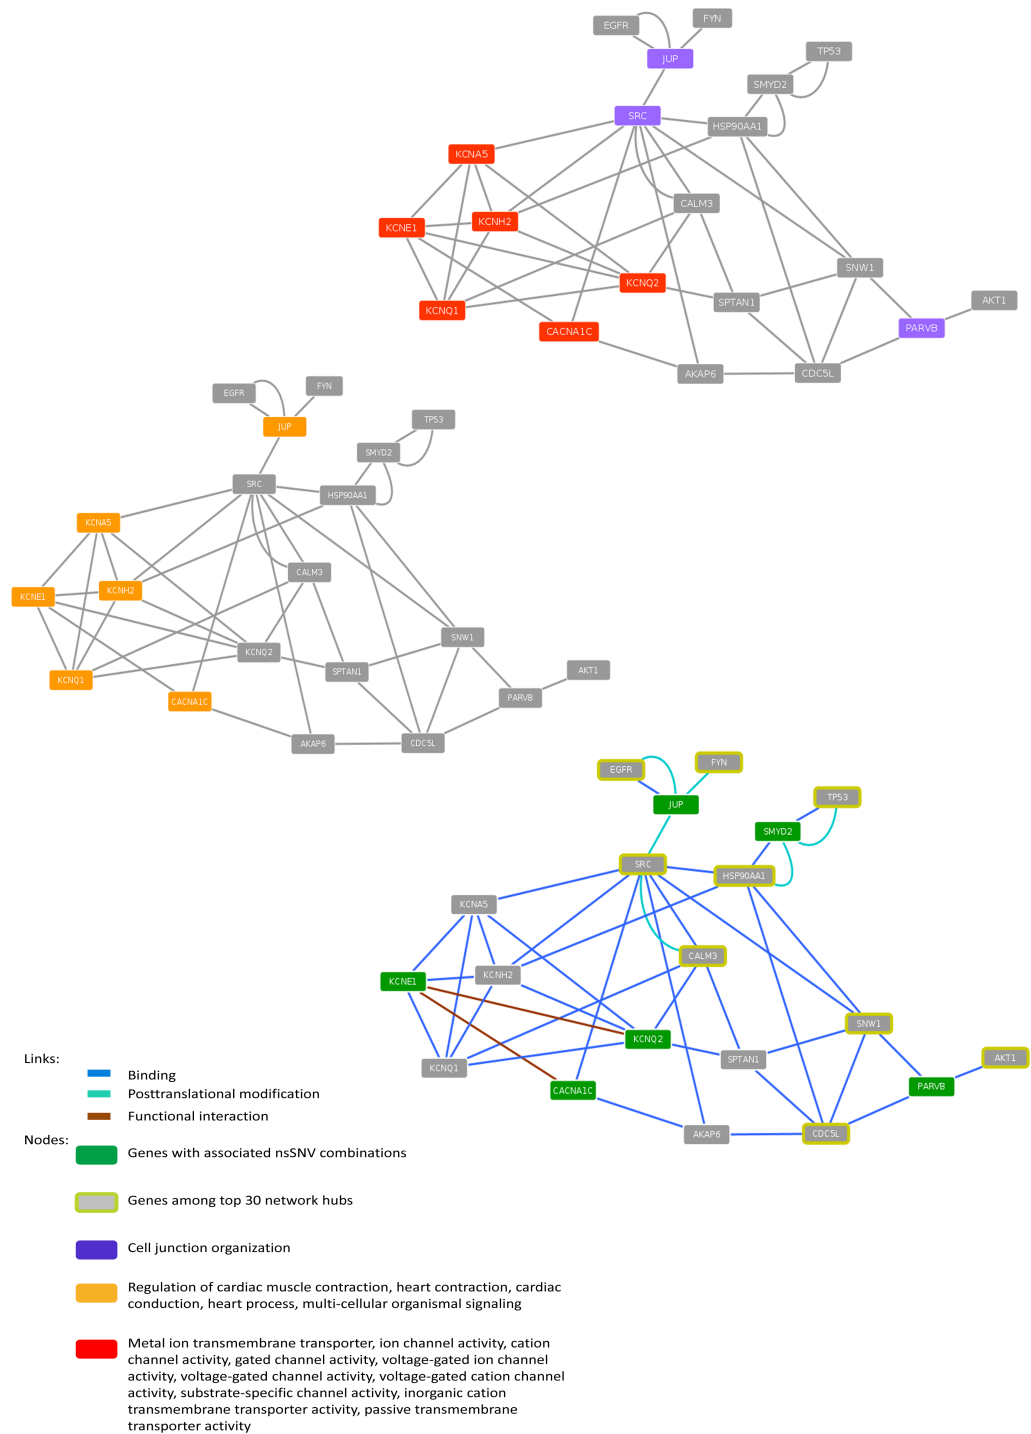 EGFR
FYN
JUP
TP53
SMYD2
SRC
HSP90AA1
KCNA5
CALM3
KCNH2
KCNE1
SNW1
KCNQ2
SPTAN1
AKT1
KCNQ1
PARVB
CACNA1C
AKAP6
CDC5L
EGFR
FYN
JUP
TP53
SMYD2
SRC
HSP90AA1
KCNA5
CALM3
KCNH2
KCNE1
SNW1
KCNQ2
SPTAN1
AKT1
KCNQ1
PARVB
CACNA1C
AKAP6
CDC5L
EGFR
FYN
JUP
TP53
SMYD2
SRC
HSP90AA1
KCNA5
CALM3
KCNH2
KCNE1
SNW1
KCNQ2
SPTAN1
AKT1
KCNQ1
PARVB
CACNA1C
AKAP6
CDC5L
Links:
Binding
Posttranslational modification
Functional interaction
Nodes:
Genes with associated nsSNV combinations
Genes among top 30 network hubs
Cell junction organization
Regulation of cardiac muscle contraction, heart contraction, cardiac
conduction, heart process, multi-cellular organismal signaling
Metal ion transmembrane transporter, ion channel activity, cation
channel activity, gated channel activity, voltage-gated ion channel
activity, voltage-gated channel activity, voltage-gated cation channel
activity, substrate-specific channel activity, inorganic cation
transmembrane transporter activity, passive transmembrane
transporter activity